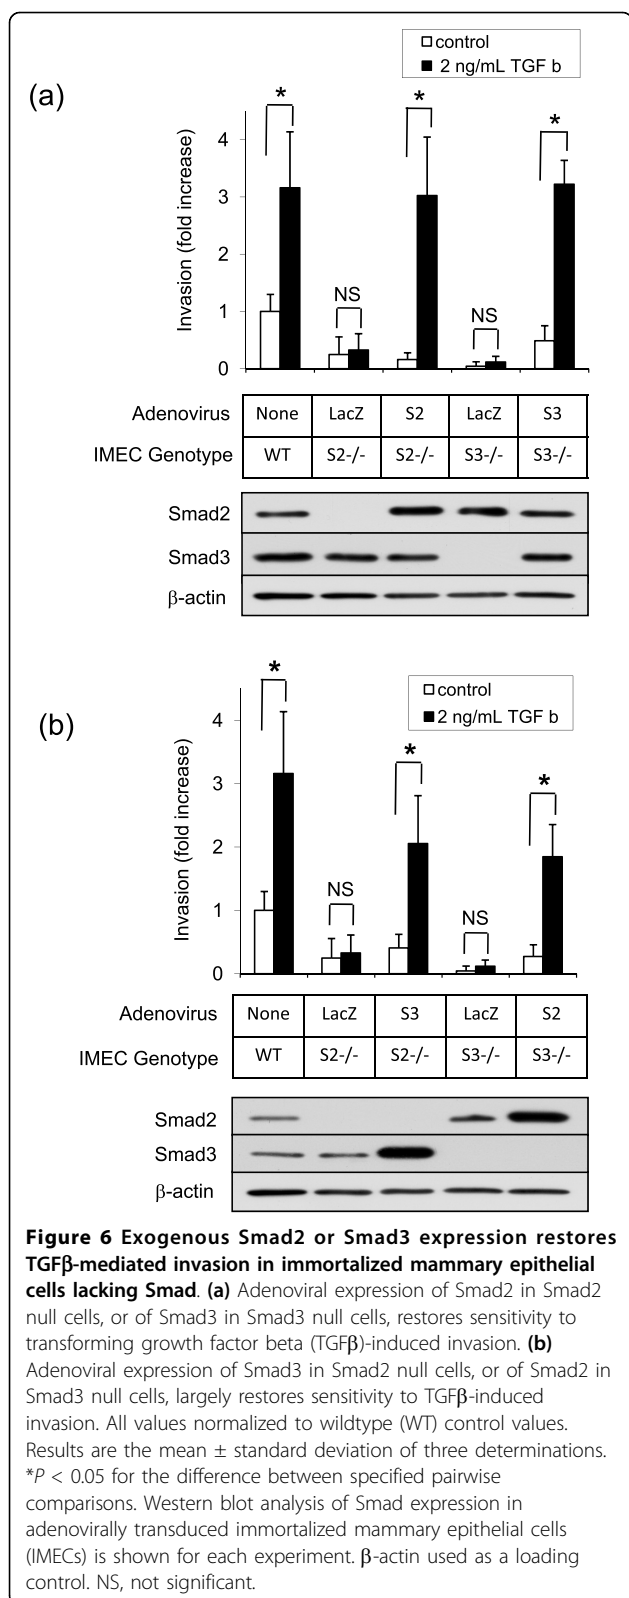 control
2 ng/mL TGF b
(a)
* * *
Invasion (fold increase)
4
3
2
1
0
NS NS
Adenovirus None LacZ S2 LacZ S3
IMEC Genotype WT S2-/- S2-/- S3-/- S3-/-
Smad2
Smad3
β-actin
control
2 ng/mL TGF b
(b)
* * *
Invasion (fold increase)
4
3
2
1
0
NS NS
Adenovirus None LacZ S3 LacZ S2
IMEC Genotype WT S2-/- S2-/- S3-/- S3-/-
Smad2
Smad3
β-actin
Figure 6 Exogenous Smad2 or Smad3 expression restores
TGFβ-mediated invasion in immortalized mammary epithelial
cells lacking Smad. (a) Adenoviral expression of Smad2 in Smad2
null cells, or of Smad3 in Smad3 null cells, restores sensitivity to
transforming growth factor beta (TGFβ)-induced invasion. (b)
Adenoviral expression of Smad3 in Smad2 null cells, or of Smad2 in
Smad3 null cells, largely restores sensitivity to TGFβ-induced
invasion. All values normalized to wildtype (WT) control values.
Results are the mean ± standard deviation of three determinations.
*P < 0.05 for the difference between specified pairwise
comparisons. Western blot analysis of Smad expression in
adenovirally transduced immortalized mammary epithelial cells
(IMECs) is shown for each experiment. β-actin used as a loading
control. NS, not significant.